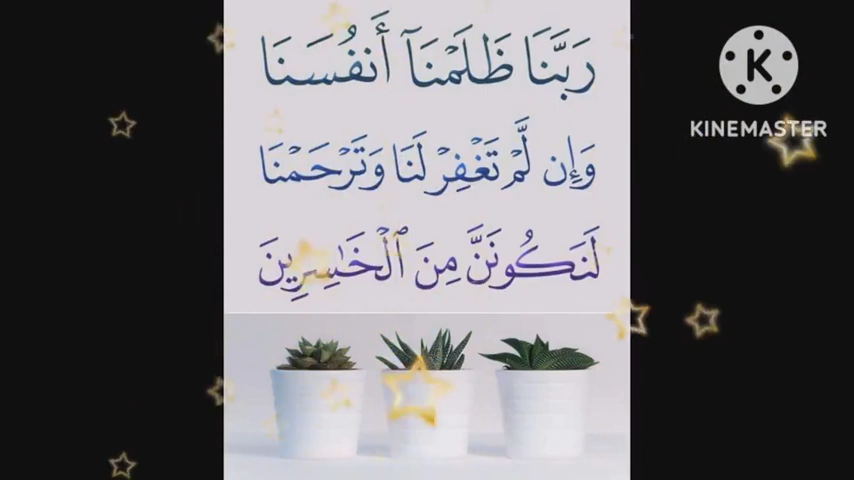 رَبَّنَا ظَلَمْنَآ أَنفُسَنَا
وَإِن لَّمْ تَغْفِرْ لَنَا وَتَرْحَمْنَا
لَنَكُونَنَّ مِنَ ٱلْخَٰسِرِينَ
K
KINEMASTER